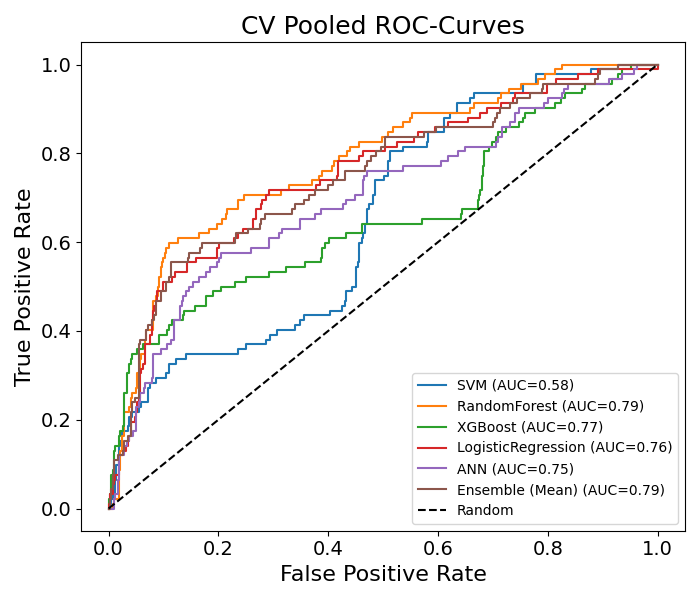 CV Pooled ROC-Curves
True Positive Rate
1.0
0.8
0.6
0.4
0.2
0.0
SVM (AUC=0.58)
RandomForest (AUC=0.79)
XGBoost (AUC=0.77)
LogisticRegression (AUC=0.76)
ANN (AUC=0.75)
Ensemble (Mean) (AUC=0.79)
Random
0.0 0.2 0.4 0.6 0.8 1.0
False Positive Rate